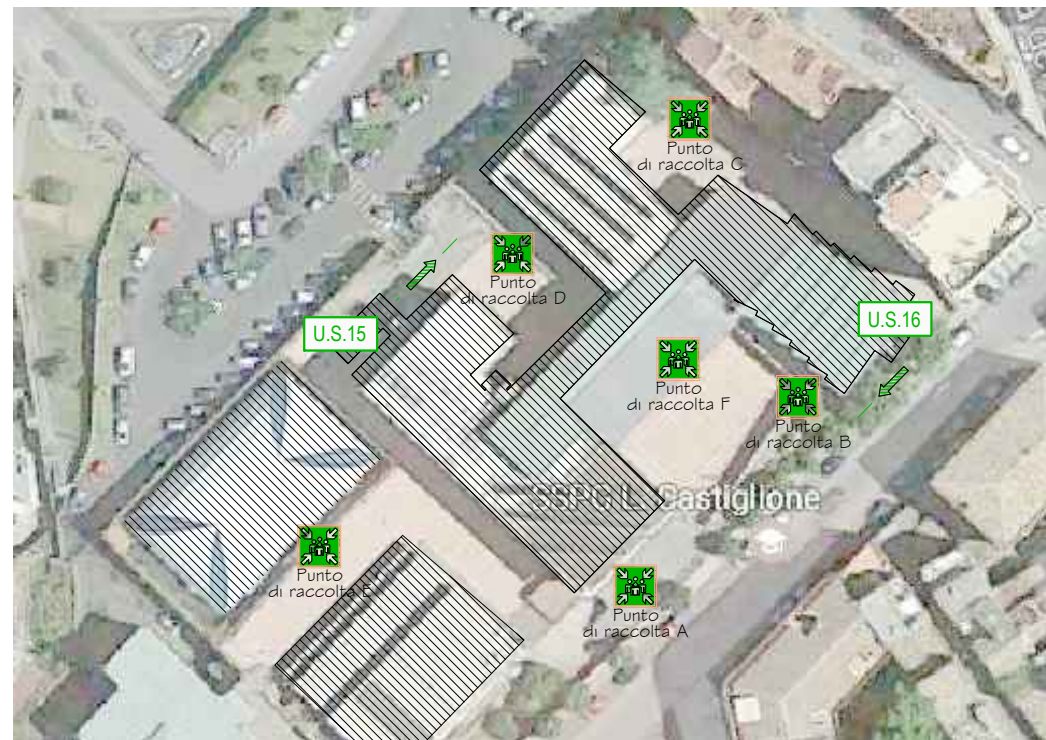 Punto
di raccolta C
Punto
di raccolta D
U.S.15
U.S.16
Punto
di raccolta F
Punto
di raccolta B
Castiglione
Punto
di raccolta E
Punto
di raccolta A